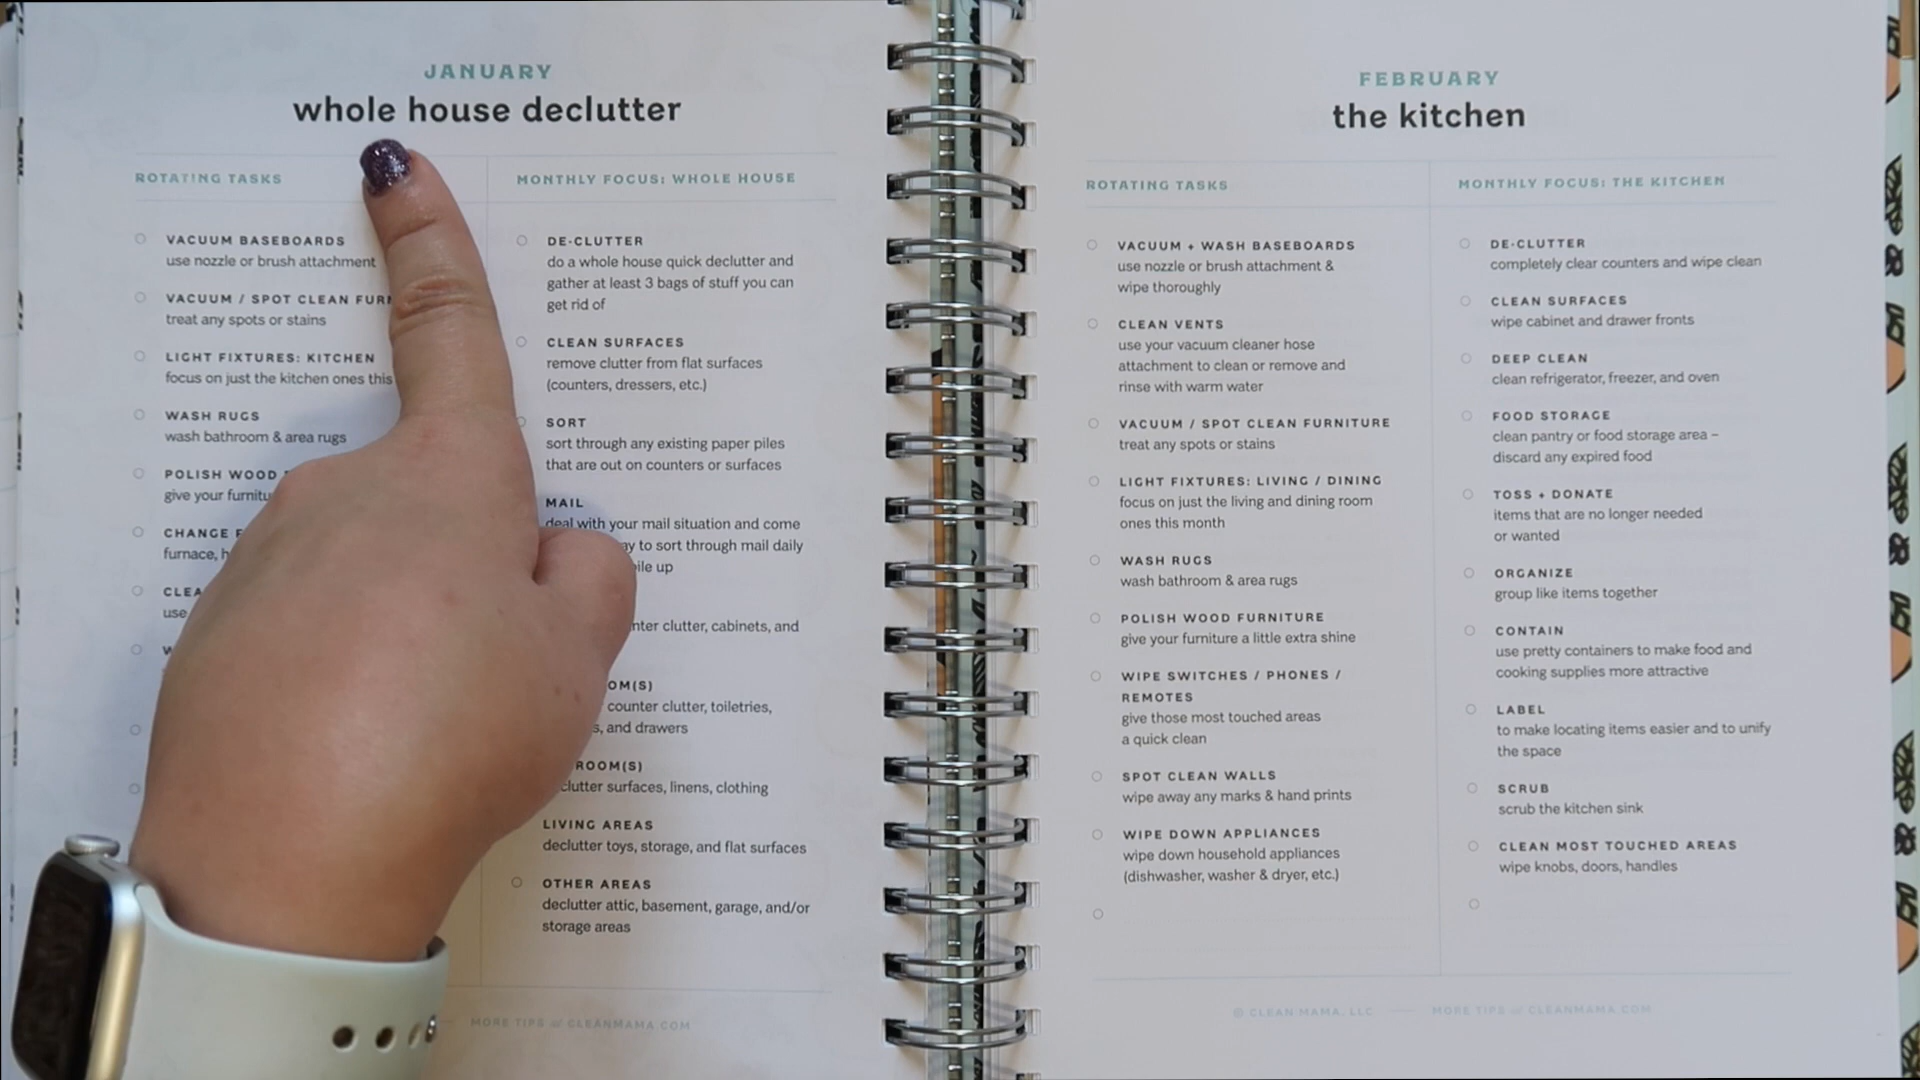 JANUARY
whole house declutter
ROTATING TASKS
VACUUM BASEBOARDS
use nozzle or brush attachment
VACUUM / SPOT CLEAN
treat any spots or stains
LIGHT FIXTURES: KITCHEN
focus on just the kitchen ones this
WASH RUGS
wash bathroom & area rugs
POLISH WOOD
give your
CHANGE
furnace,
use
MONTHLY FOCUS: WHOLE HOUSE
DE-CLUTTER
do a whole house quick declutter and
gather at least 3 bags of stuff you can
get rid of
CLEAN SURFACES
remove clutter from flat surfaces
(counters, dressers, etc.)
SORT
sort through any existing paper piles
that are out on counters or surfaces
MAIL
deal with your mail situation and come
to sort through mail daily
up
clutter, cabinets, and
counter clutter, toiletries,
and drawers
surfaces, linens, clothing
LIVING AREAS
declutter toys, storage, and flat surfaces
OTHER AREAS
declutter attic, basement, garage, and/or
storage areas
MORE TIPS at CLEANMAMA.COM
FEBRUARY
the kitchen
ROTATING TASKS
VACUUM + WASH BASEBOARDS
use nozzle or brush attachment &
wipe thoroughly
CLEAN VENTS
use your vacuum cleaner hose
attachment to clean or remove and
rinse with warm water
VACUUM / SPOT CLEAN FURNITURE
treat any spots or stains
LIGHT FIXTURES: LIVING / DINING
focus on just the living and dining room
ones this month
WASH RUGS
wash bathroom & area rugs
POLISH WOOD FURNITURE
give your furniture a little extra shine
WIPE SWITCHES / PHONES /
REMOTES
give those most touched areas
a quick clean
SPOT CLEAN WALLS
wipe away any marks & hand prints
WIPE DOWN APPLIANCES
wipe down household appliances
(dishwasher, washer & dryer, etc.)
MONTHLY FOCUS: THE KITCHEN
DE-CLUTTER
completely clear counters and wipe clean
CLEAN SURFACES
wipe cabinet and drawer fronts
DEEP CLEAN
clean refrigerator, freezer, and oven
FOOD STORAGE
clean pantry or food storage area –
discard any expired food
TOSS + DONATE
items that are no longer needed
or wanted
ORGANIZE
group like items together
CONTAIN
use pretty containers to make food and
cooking supplies more attractive
LABEL
to make locating items easier and to unify
the space
SCRUB
scrub the kitchen sink
CLEAN MOST TOUCHED AREAS
wipe knobs, doors, handles
© CLEAN MAMA, LLC — MORE TIPS at CLEANMAMA.COM